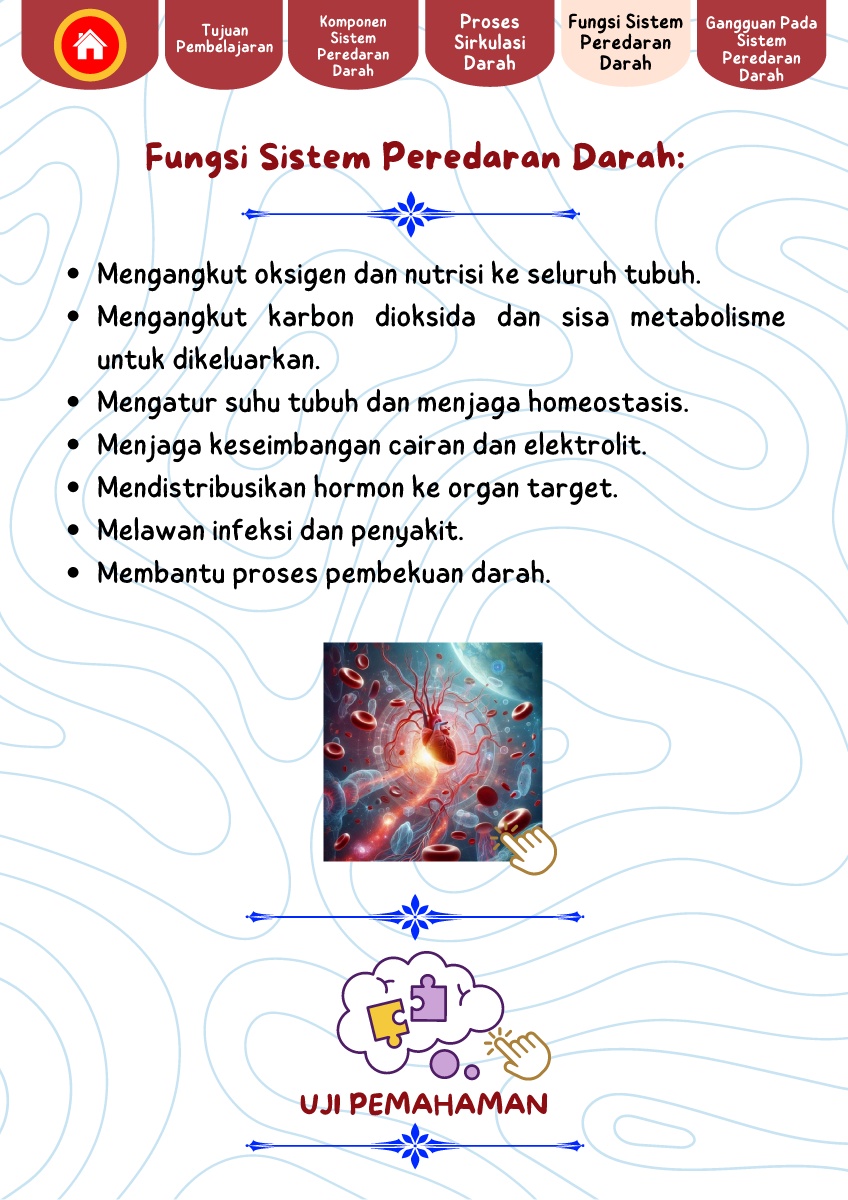 Tujuan
Pembelajaran
Komponen
Sistem
Peredaran
Darah
Proses
Sirkulasi
Darah
Fungsi Sistem
Peredaran
Darah
Gangguan Pada
Sistem
Peredaran
Darah
Fungsi Sistem Peredaran Darah:
• Mengangkut oksigen dan nutrisi ke seluruh tubuh.
• Mengangkut karbon dioksida dan sisa metabolisme
untuk dikeluarkan.
• Mengatur suhu tubuh dan menjaga homeostasis.
• Menjaga keseimbangan cairan dan elektrolit.
• Mendistribusikan hormon ke organ target.
• Melawan infeksi dan penyakit.
• Membantu proses pembekuan darah.
UJI PEMAHAMAN